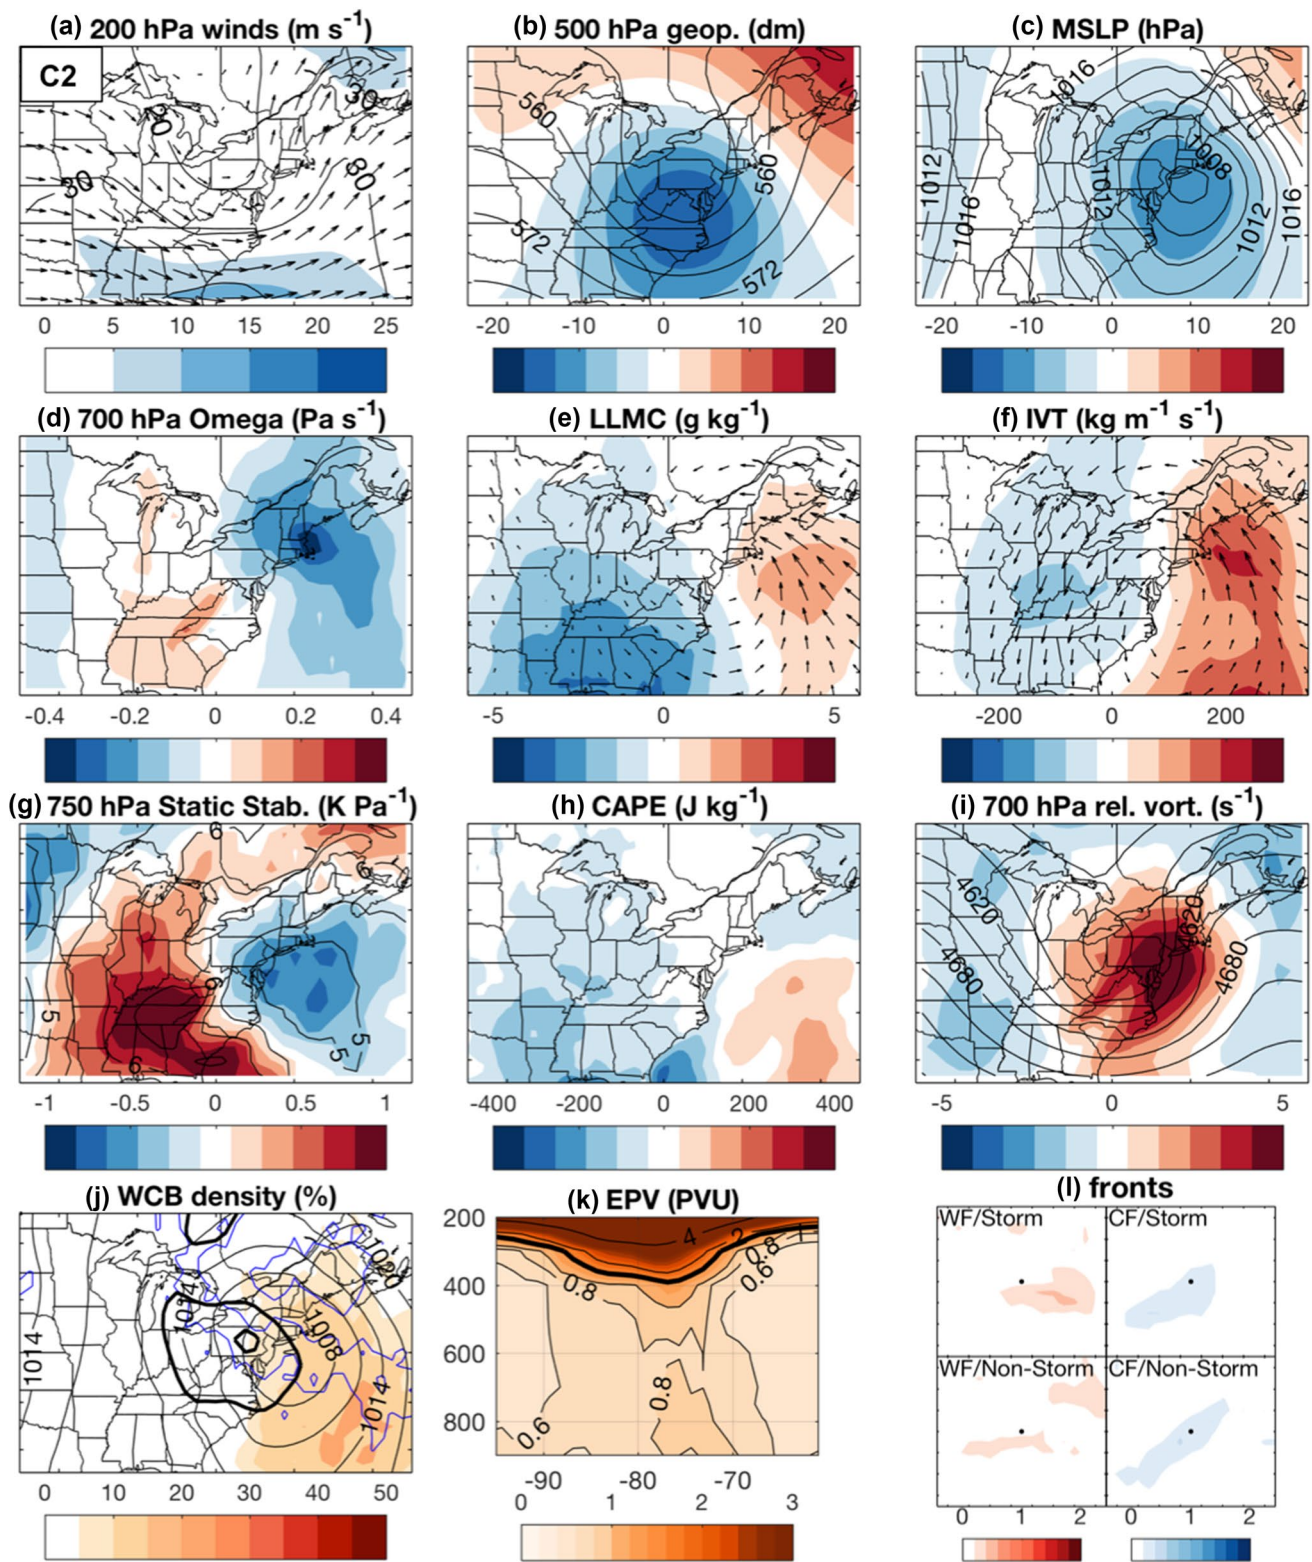 (a) 200 hPa winds (m s-1)
C2
30
20
30
80
0 5 10 15 20 25
(b) 500 hPa geop. (dm)
560
560
572
572
-20 -10 0 10 20
(c) MSLP (hPa)
1016
1008
1012
1012
1016
1012
1016
-20 -10 0 10 20
(d) 700 hPa Omega (Pa s-1)
-0.4 -0.2 0 0.2 0.4
(e) LLMC (g kg-1)
-5 0 5
(f) IVT (kg m-1 s-1)
-200 0 200
(g) 750 hPa Static Stab. (K Pa-1)
6
6
6
5
5
5
6
-1 -0.5 0 0.5 1
(h) CAPE (J kg-1)
-400 -200 0 200 400
(i) 700 hPa rel. vort. (s-1)
4620
4620
4680
4680
-5 0 5
(j) WCB density (%)
1020
1014
1008
1014
1014
0 10 20 30 40 50
(k) EPV (PVU)
200
400
600
800
4 2 1
0.8
0.8
0.6
0.8
0.6
-90 -80 -70
0 1 2 3
(l) fronts
WF/Storm CF/Storm
WF/Non-Storm CF/Non-Storm
0 1 2 0 1 2